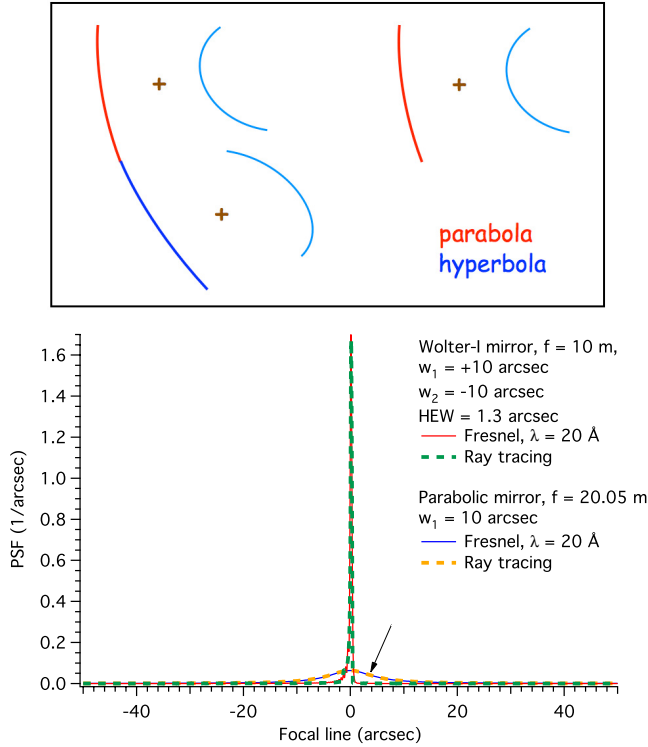 parabola
hyperbola
Wolter-I mirror, f = 10 m,
w1 = +10 arcsec
w2 = -10 arcsec
HEW = 1.3 arcsec
Fresnel, λ = 20 Å
Ray tracing
Parabolic mirror, f = 20.05 m
w1 = 10 arcsec
Fresnel, λ = 20 Å
Ray tracing
PSF (1/arcsec)
1.6
1.4
1.2
1.0
0.8
0.6
0.4
0.2
0.0
-40 -20 0 20 40
Focal line (arcsec)